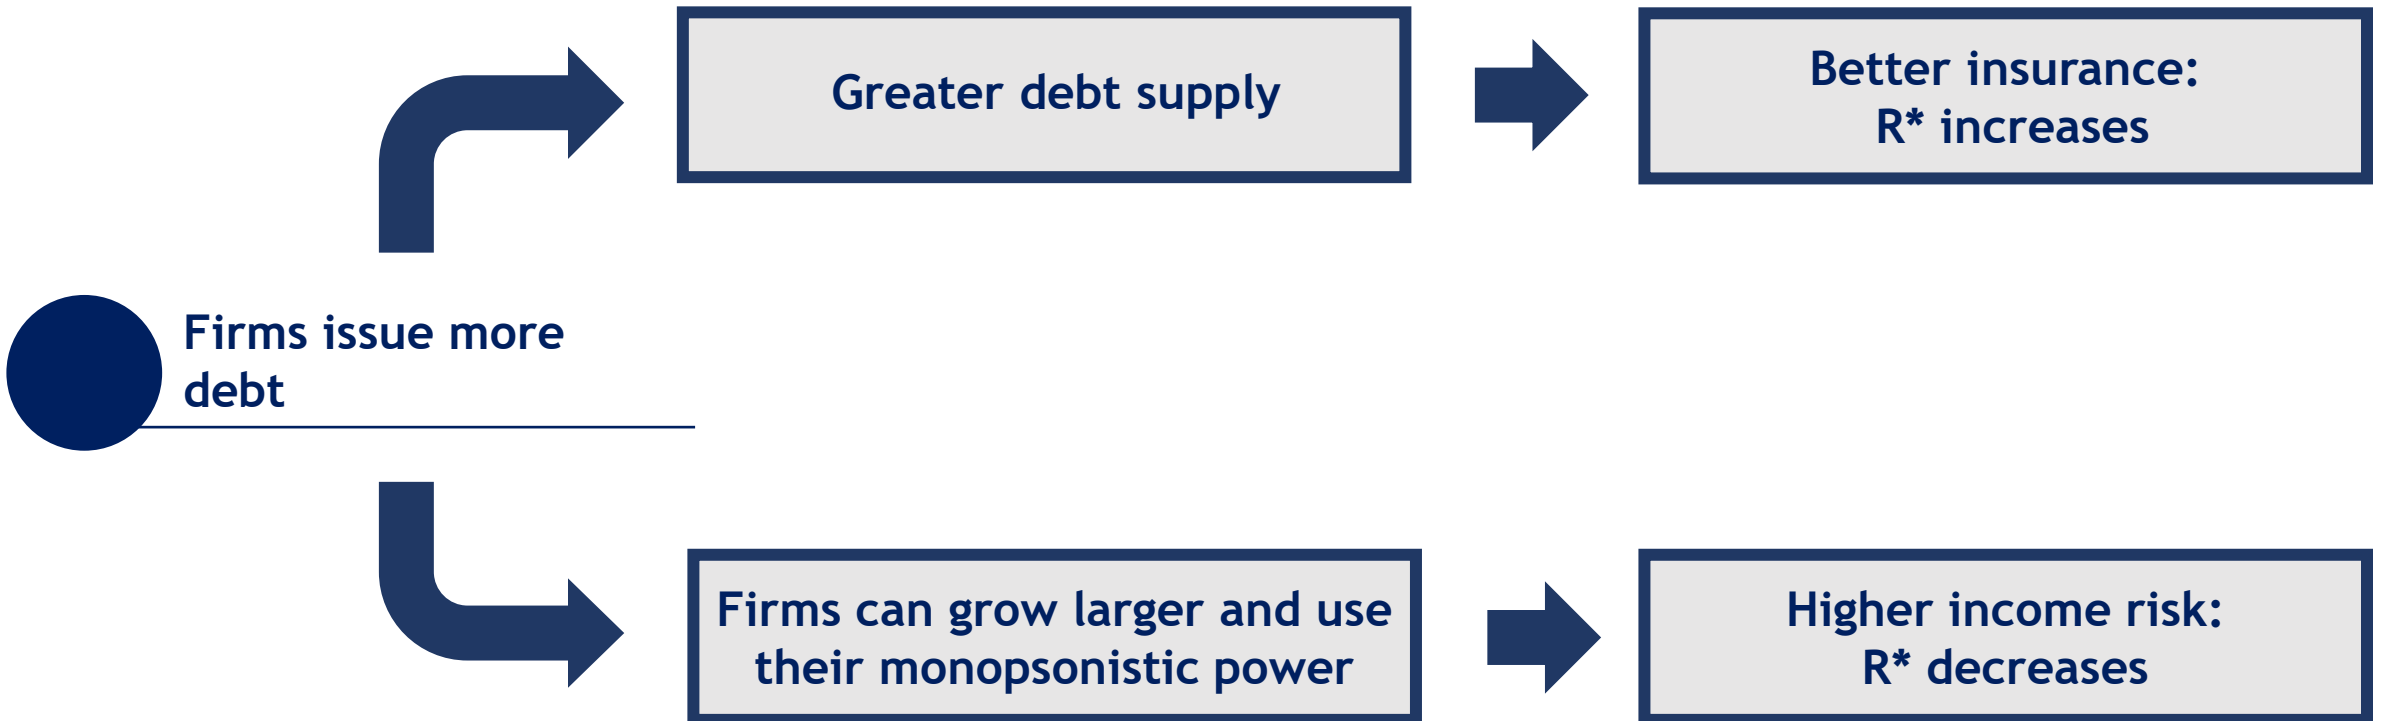 Greater debt supply
Better insurance:
R* increases
Firms issue more
debt
Firms can grow larger and use
their monopsonistic power
Higher income risk:
R* decreases